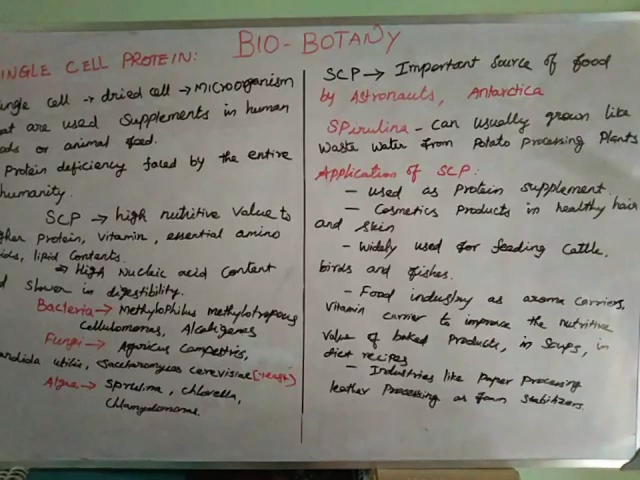 BIO-BOTANY
INGLE CELL PROTEIN:
ingle cell → dried cell → microorganism
at are used Supplements in human
ods or animal feed.
Protein deficiency faced by the entire
humanity.
SCP → high nutritive value to
gher protein, vitamin, essential amino
ids, lipid contents.
⇒ High Nucleic acid content
d slower in digestibility.
Bacteria → Methylophilus methylotropous
Cellulomonas, Alcaligenes
Fungi → Agaricus Campestris,
andida utilis, Saccharomyces cerevisiae (yeast)
Algae → Spirulina, chlorella,
Chlamydomonas.
SCP → Important Source of food
by Astronauts, Antarctica
Spirulina - can usually grown like
Waste water from Potato processing Plants
Application of SCP:
- used as protein supplement.
- Cosmetics Products in healthy hair
and skin
- Widely used for feeding cattle,
birds and fishes.
- Food industry as aroma carriers,
vitamin carrier to improve the nutritive
value of baked products, in soups, in
diet recipes
- Industries like paper processing
leather processing as foam stabilizers.